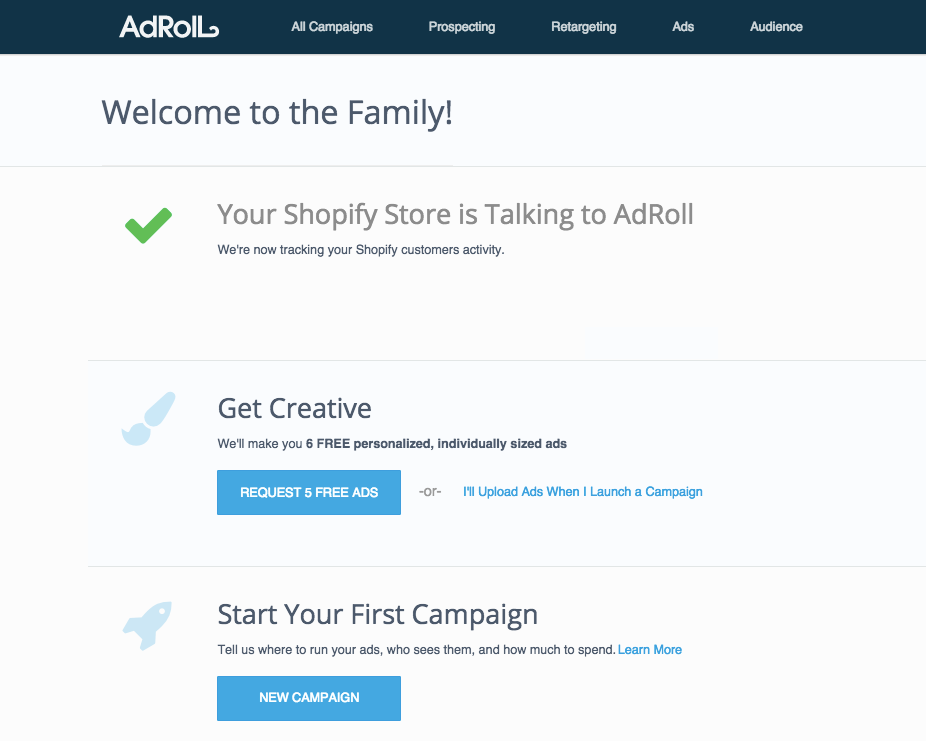 AdRoll
All Campaigns Prospecting Retargeting Ads Audience
Welcome to the Family!
Your Shopify Store is Talking to AdRoll
We're now tracking your Shopify customers activity.
Get Creative
We'll make you 6 FREE personalized, individually sized ads
REQUEST 5 FREE ADS -or- I'll Upload Ads When I Launch a Campaign
Start Your First Campaign
Tell us where to run your ads, who sees them, and how much to spend. Learn More
NEW CAMPAIGN